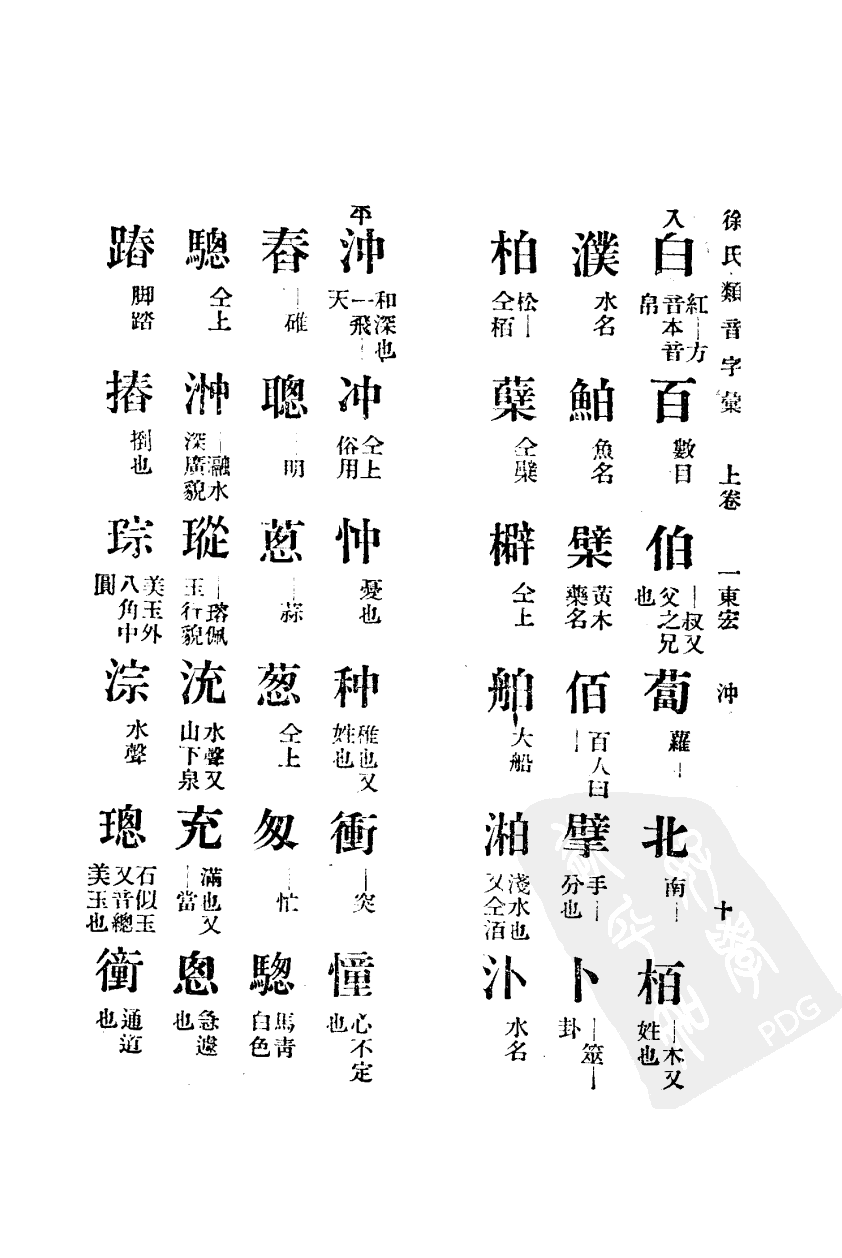 徐氏類音字彙 上卷 一東宏 沖 十
入
白 紅｜方音本音帛
百 數目
伯 ｜叔又父之兄也
蔔 蘿｜
北 南｜
栢 ｜木又姓也
濮 水名
鮊 魚名
檗 黃木藥名
佰 百人曰｜
擘 手｜分也
卜 ｜筮｜卦
柏 松｜仝栢
蘗 仝檗
檘 仝上
舶 大船
湐 淺水也又仝洦
汴 水名
平
沖 和深也一飛｜天
冲 仝上俗用
忡 憂也
种 稚也又姓也
衝 ｜突
憧 心不定也
舂 ｜碓
聰 ｜明
蔥 ｜蒜
葱 仝上
匆 ｜忙
驄 馬青白色
驄 仝上
浺 ｜瀜水深廣貌
瑽 ｜瑢佩玉行貌
㳘 水聲又山下泉
充 滿也又｜當
悤 急遽也
踳 脚踏
摏 搗也
琮 美玉外八角中圓
淙 水聲
璁 石似玉又音總美玉也
衝 通道也